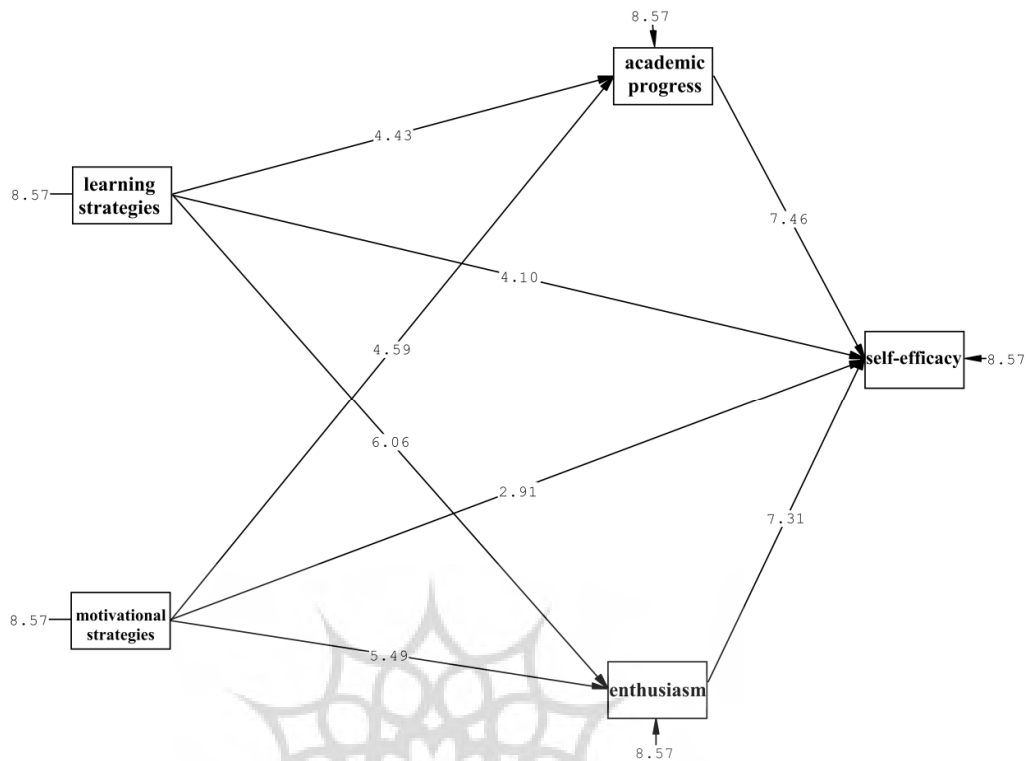 8.57
academic
progress
4.43
8.57
learning
strategies
7.46
4.10
4.59
self-efficacy
8.57
6.06
2.91
7.31
8.57
motivational
strategies
5.49
enthusiasm
8.57